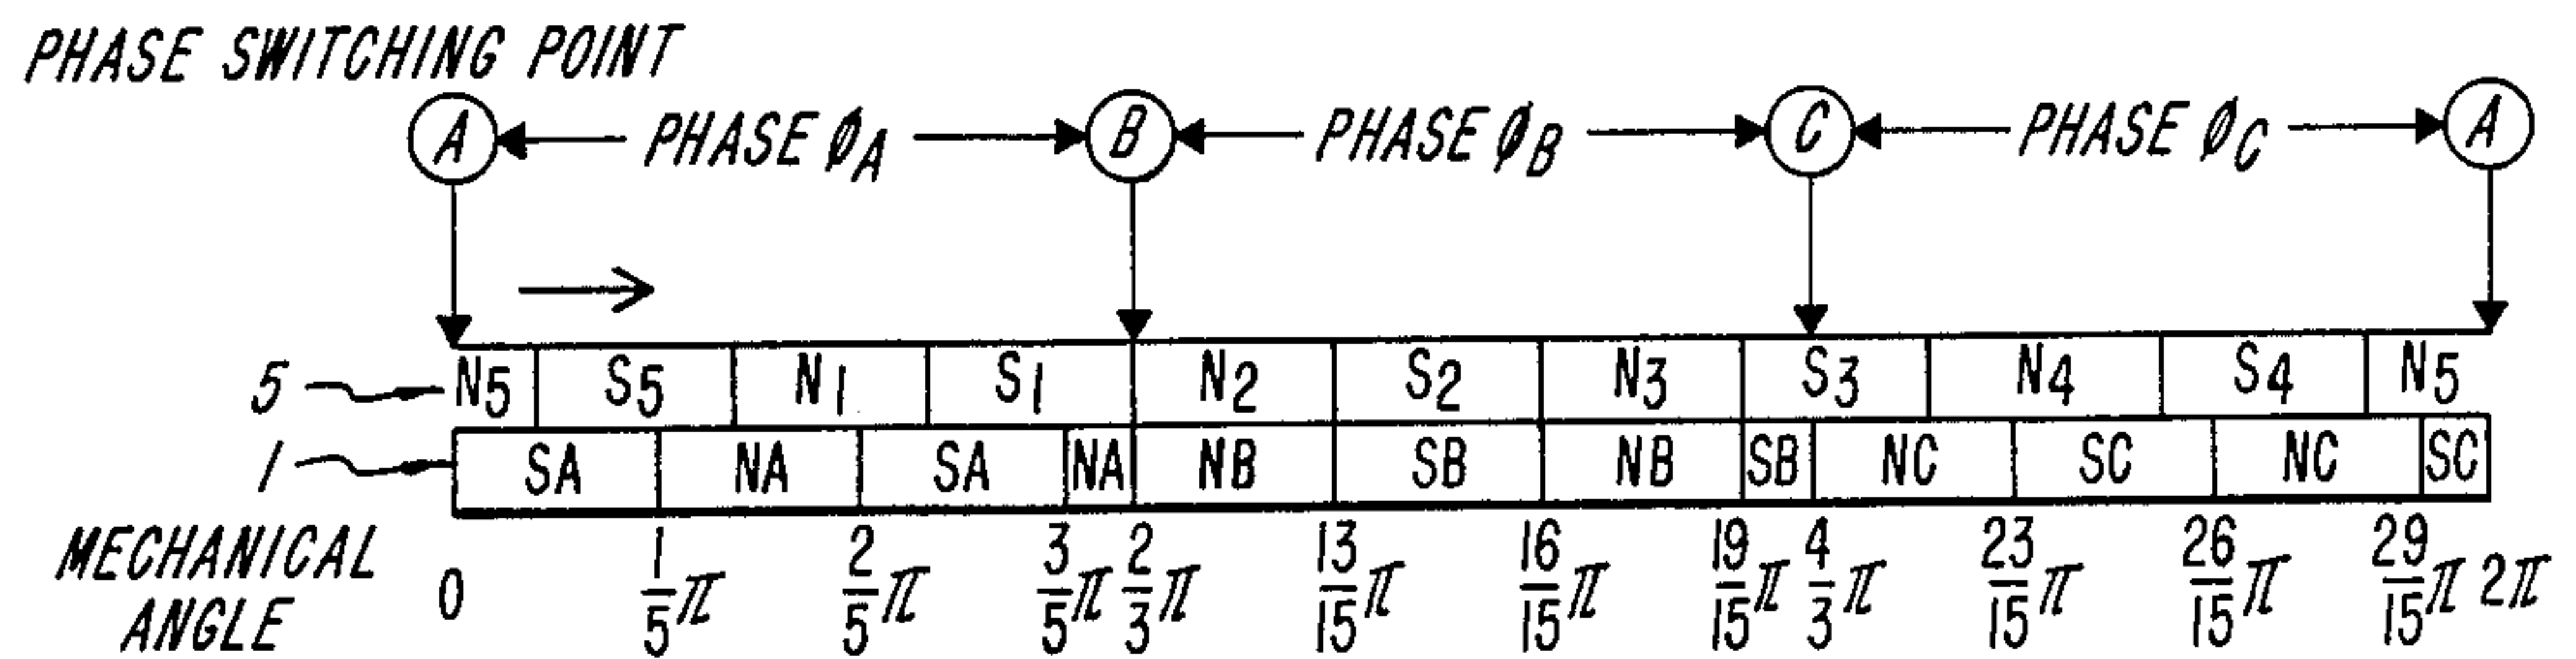 PHASE SWITCHING POINT
A PHASE ØA B PHASE ØB C PHASE ØC A
5 N5 S5 N1 S1 N2 S2 N3 S3 N4 S4 N5
1 SA NA SA NA NB SB NB SB NC SC NC SC
MECHANICAL ANGLE 0 1/5π 2/5π 3/5π 2/3π 13/15π 16/15π 19/15π 4/3π 23/15π 26/15π 29/15π 2π